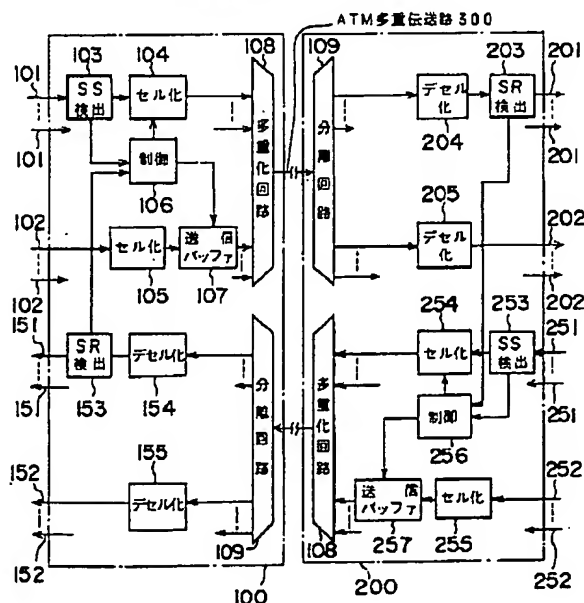 108
ATM多重伝送路300
109
103
104
203
201
101
SS
検出
セル化
デセル
化
SR
検出
101
204
201
制御
106
多重化回路
分離回路
205
102
セル化
送信
バッファ
デセル
化
202
105
107
102
202
151
254
253
251
SR
検出
デセル
化
セル化
SS
検出
151
153
154
251
分離回路
多重化回路
制御
256
155
152
デセル化
送信
バッファ
セル化
252
109
108
257
255
152
100
200
252